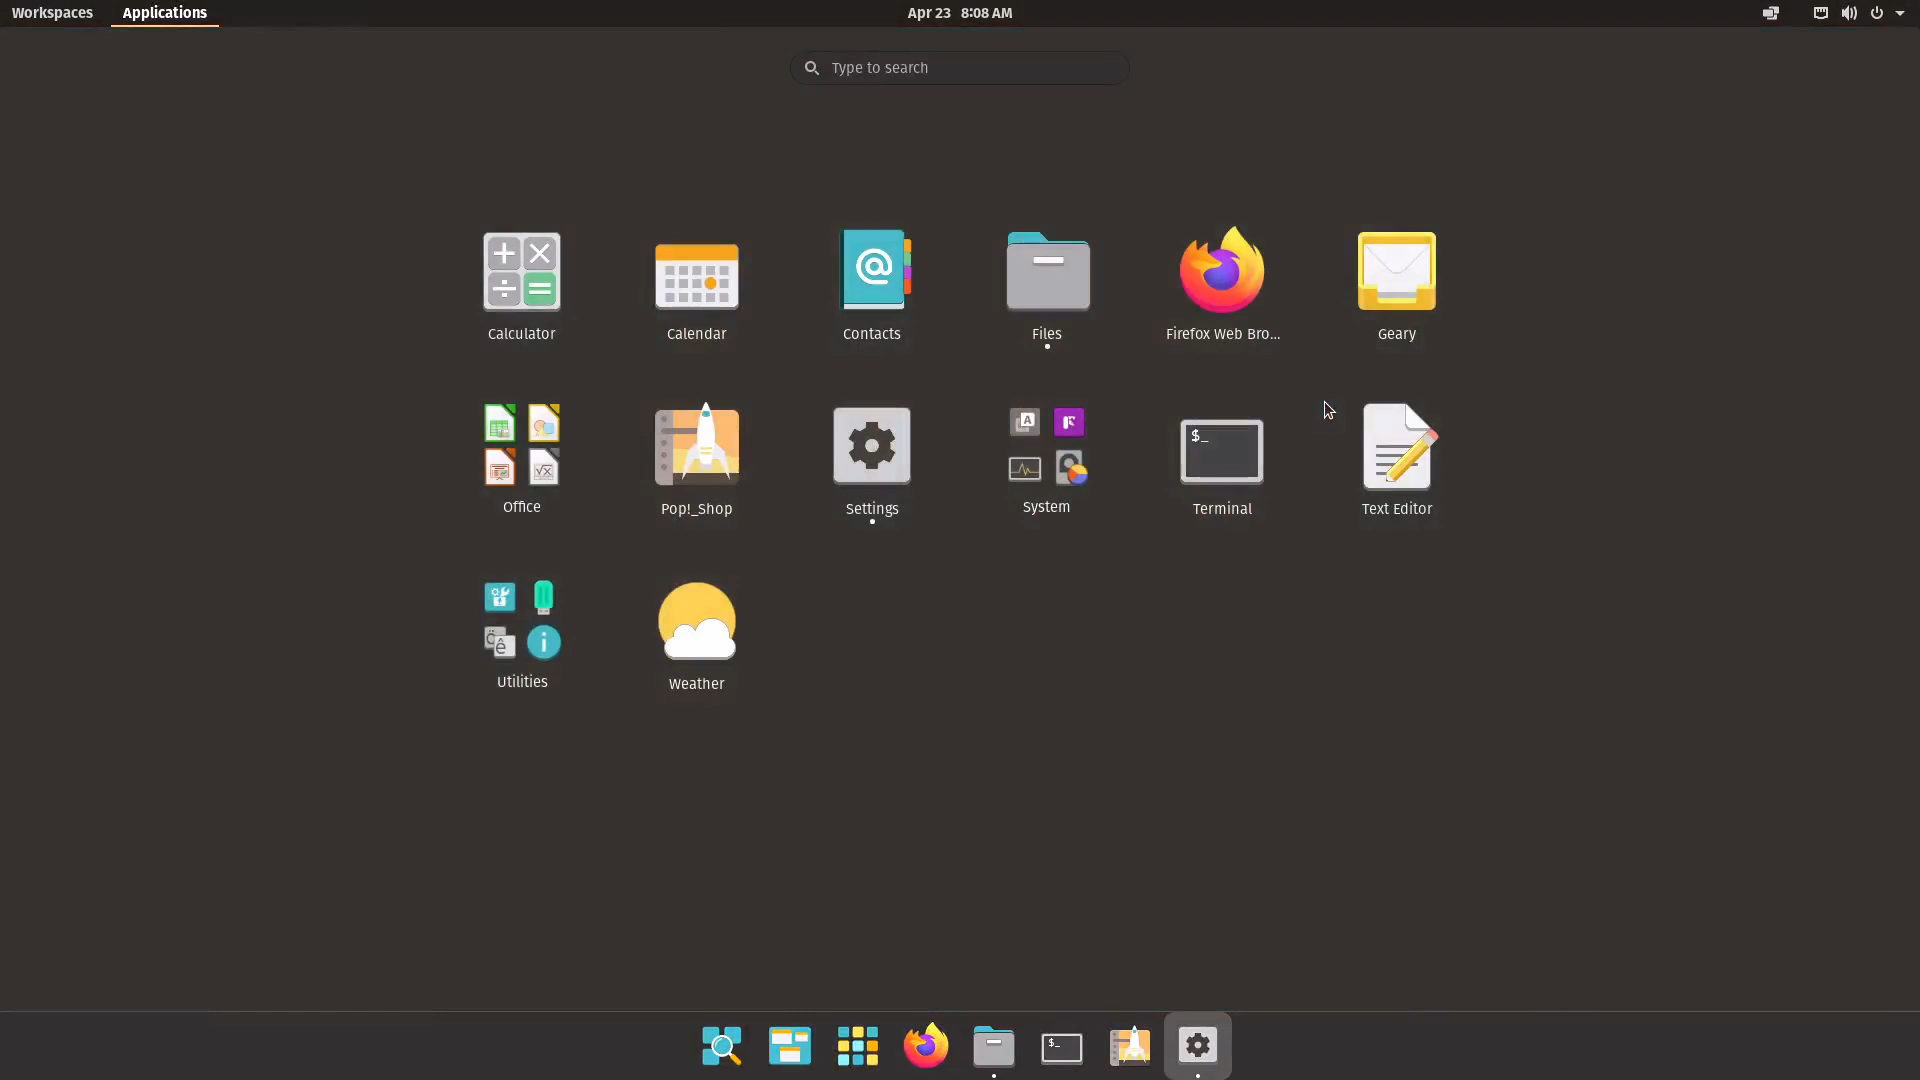 Workspaces Applications Apr 23 8:08 AM
Type to search
Calculator Calendar Contacts Files Firefox Web Bro... Geary
$_
Office Pop!_Shop Settings System Terminal Text Editor
Utilities Weather
$_